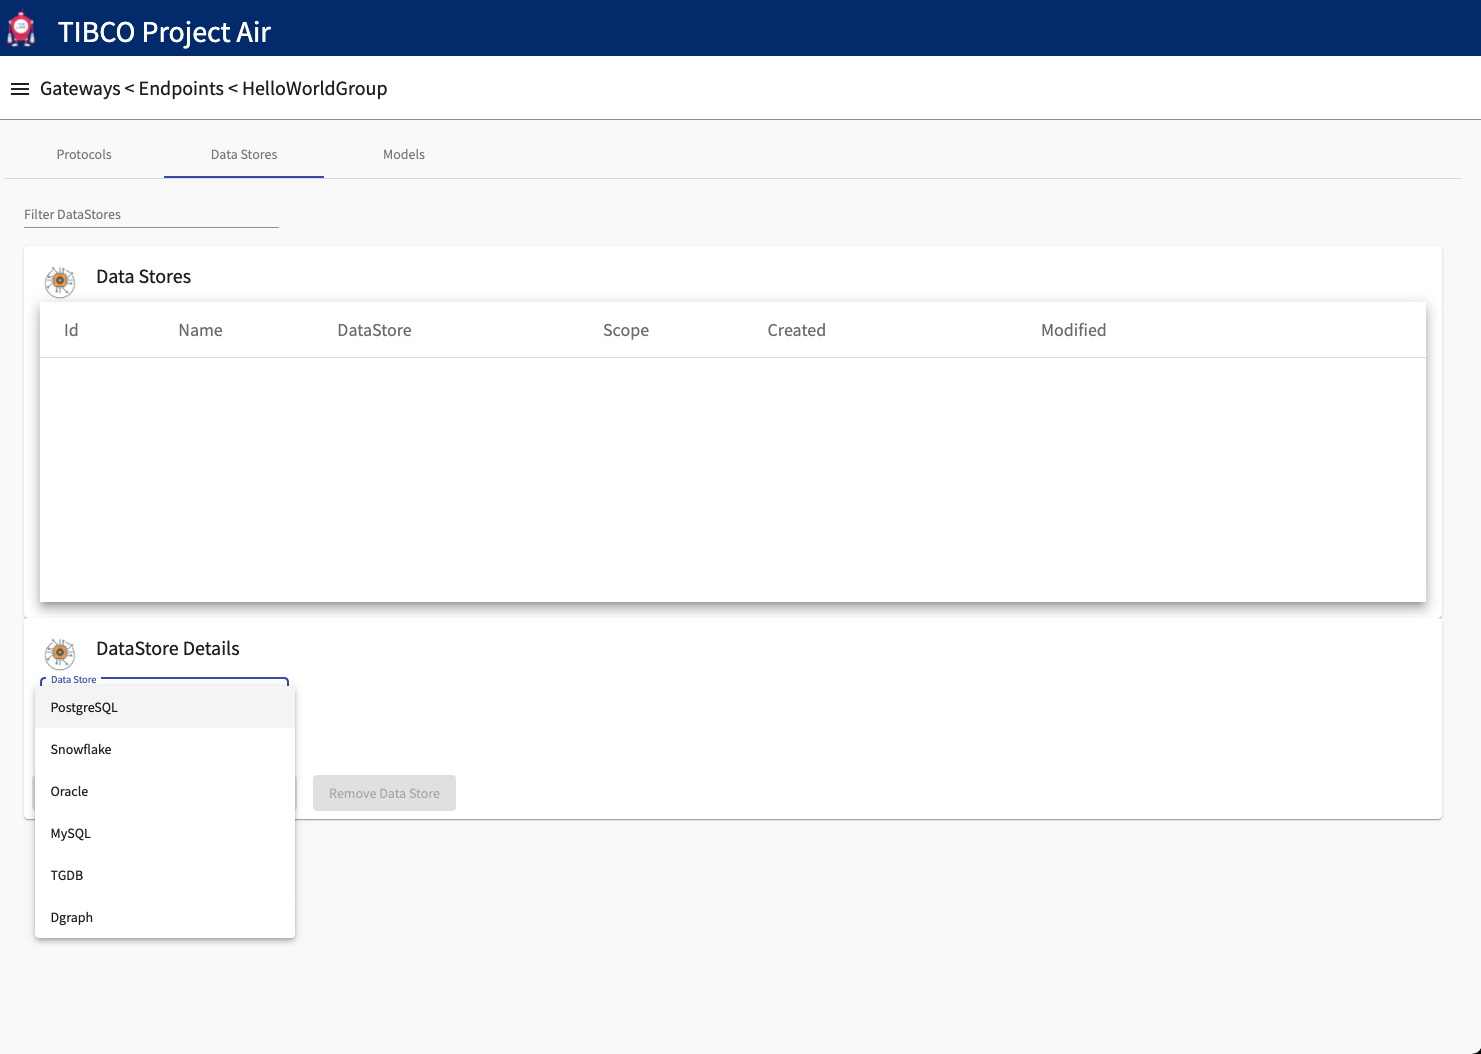 TIBCO Project Air
Gateways < Endpoints < HelloWorldGroup
Protocols Data Stores Models
Filter DataStores
Data Stores
Id Name DataStore Scope Created Modified
DataStore Details
Data Store
PostgreSQL
Snowflake
Oracle
Remove Data Store
MySQL
TGDB
Dgraph